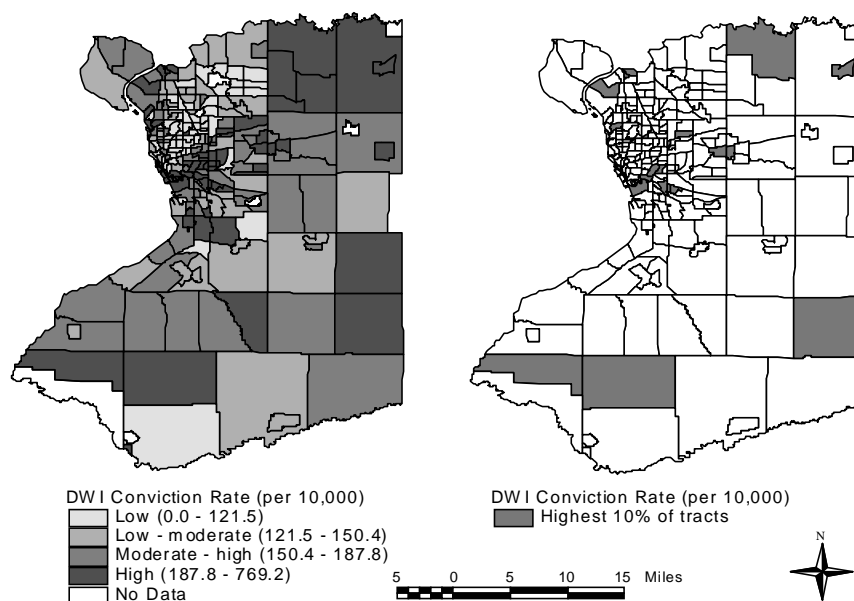 DWI Conviction Rate (per 10,000)
Low (0.0 - 121.5)
Low - moderate (121.5 - 150.4)
Moderate - high (150.4 - 187.8)
High (187.8 - 769.2)
No Data
DWI Conviction Rate (per 10,000)
Highest 10% of tracts
5 0 5 10 15 Miles
N